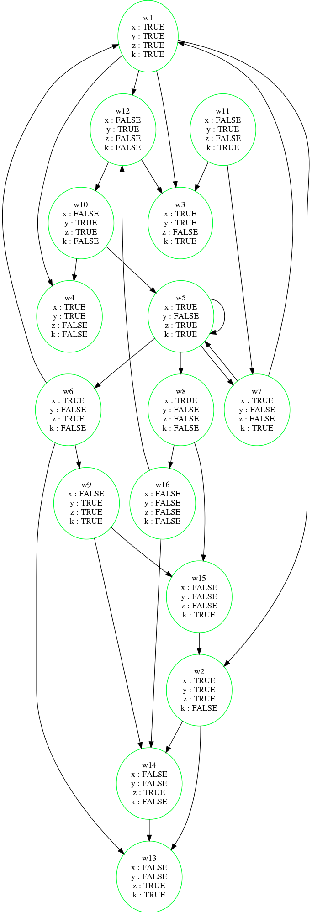 w1
x : TRUE
y : TRUE
z : TRUE
k : TRUE
w12
x : FALSE
y : TRUE
z : FALSE
k : FALSE
w11
x : FALSE
y : TRUE
z : FALSE
k : TRUE
w10
x : FALSE
y : TRUE
z : TRUE
k : FALSE
w3
x : TRUE
y : TRUE
z : FALSE
k : TRUE
w4
x : TRUE
y : TRUE
z : FALSE
k : FALSE
w5
x : TRUE
y : FALSE
z : TRUE
k : TRUE
w6
x : TRUE
y : FALSE
z : TRUE
k : FALSE
w8
x : TRUE
y : FALSE
z : FALSE
k : FALSE
w7
x : TRUE
y : FALSE
z : FALSE
k : TRUE
w9
x : FALSE
y : TRUE
z : TRUE
k : TRUE
w16
x : FALSE
y : FALSE
z : FALSE
k : FALSE
w15
x : FALSE
y : FALSE
z : FALSE
k : TRUE
w2
x : TRUE
y : TRUE
z : TRUE
k : FALSE
w14
x : FALSE
y : FALSE
z : TRUE
k : FALSE
w13
x : FALSE
y : FALSE
z : TRUE
k : TRUE